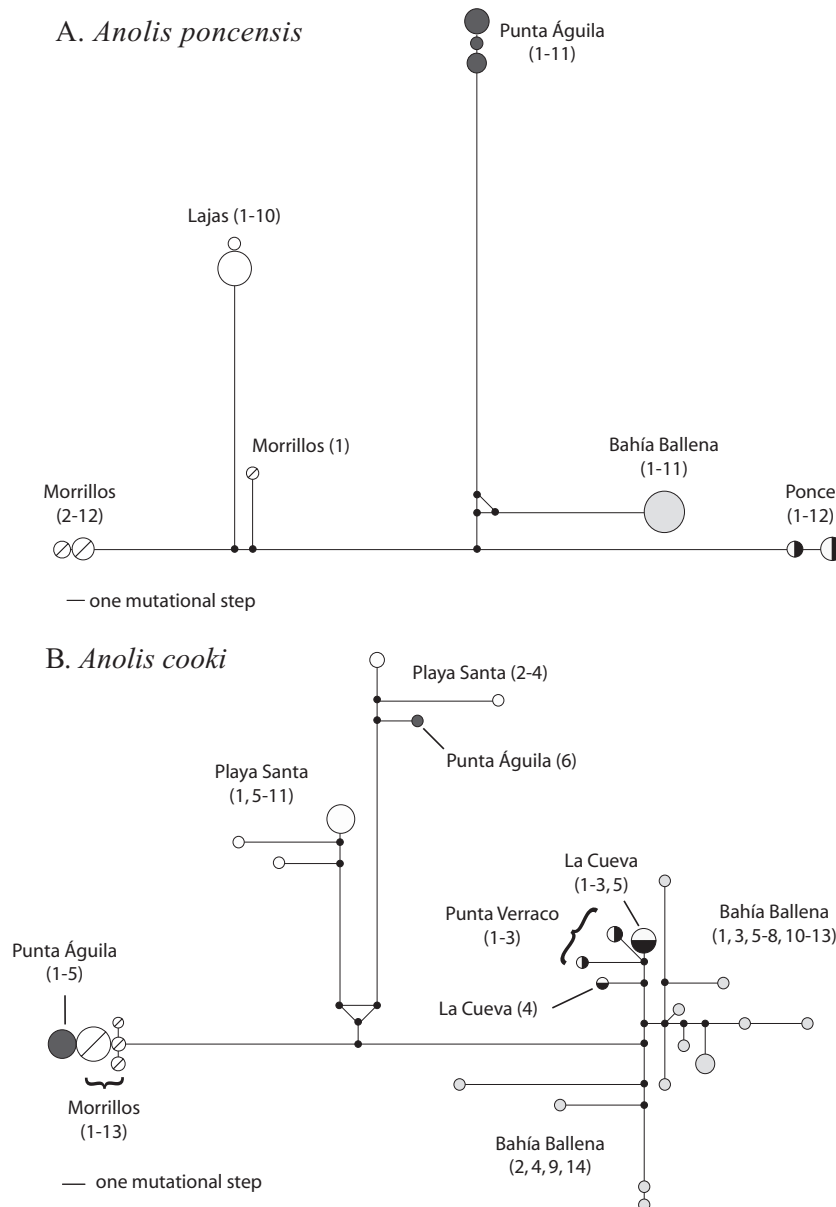 A. Anolis poncensis
Punta Águila
(1-11)
Lajas (1-10)
Morrillos (1)
Bahía Ballena
(1-11)
Morrillos
(2-12)
Ponce
(1-12)
one mutational step
B. Anolis cooki
Playa Santa (2-4)
Punta Águila (6)
Playa Santa
(1, 5-11)
La Cueva
(1-3, 5)
Punta Verraco
(1-3)
Bahía Ballena
(1, 3, 5-8, 10-13)
Punta Águila
(1-5)
La Cueva (4)
Morrillos
(1-13)
Bahía Ballena
(2, 4, 9, 14)
one mutational step